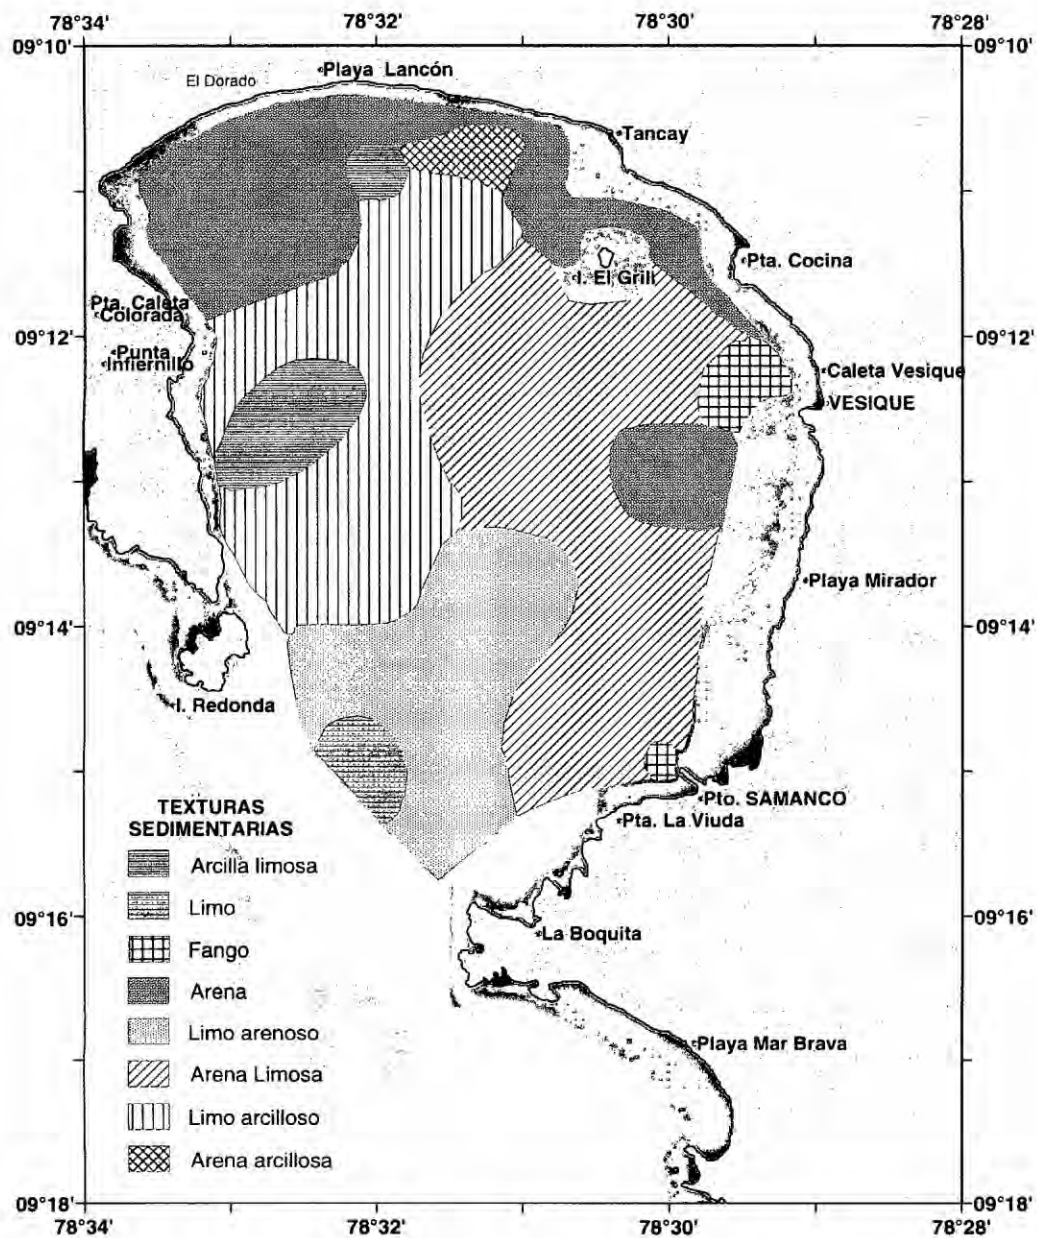 78°34' 78°32' 78°30' 78°28'
09°10' 09°10'
Playa Lancón
El Dorado
Tancay
Pta. Cocina
I. El Grill
Pta. Caleta
Colorada
09°12' 09°12'
Punta
Infiernillo
Caleta Vesique
VESIQUE
Playa Mirador
09°14' 09°14'
I. Redonda
Pto. SAMANCO
Pta. La Viuda
TEXTURAS
SEDIMENTARIAS
Arcilla limosa
Limo
Fango
Arena
Limo arenoso
Arena Limosa
Limo arcilloso
Arena arcillosa
09°16' 09°16'
La Boquita
Playa Mar Brava
09°18' 09°18'
78°34' 78°32' 78°30' 78°28'